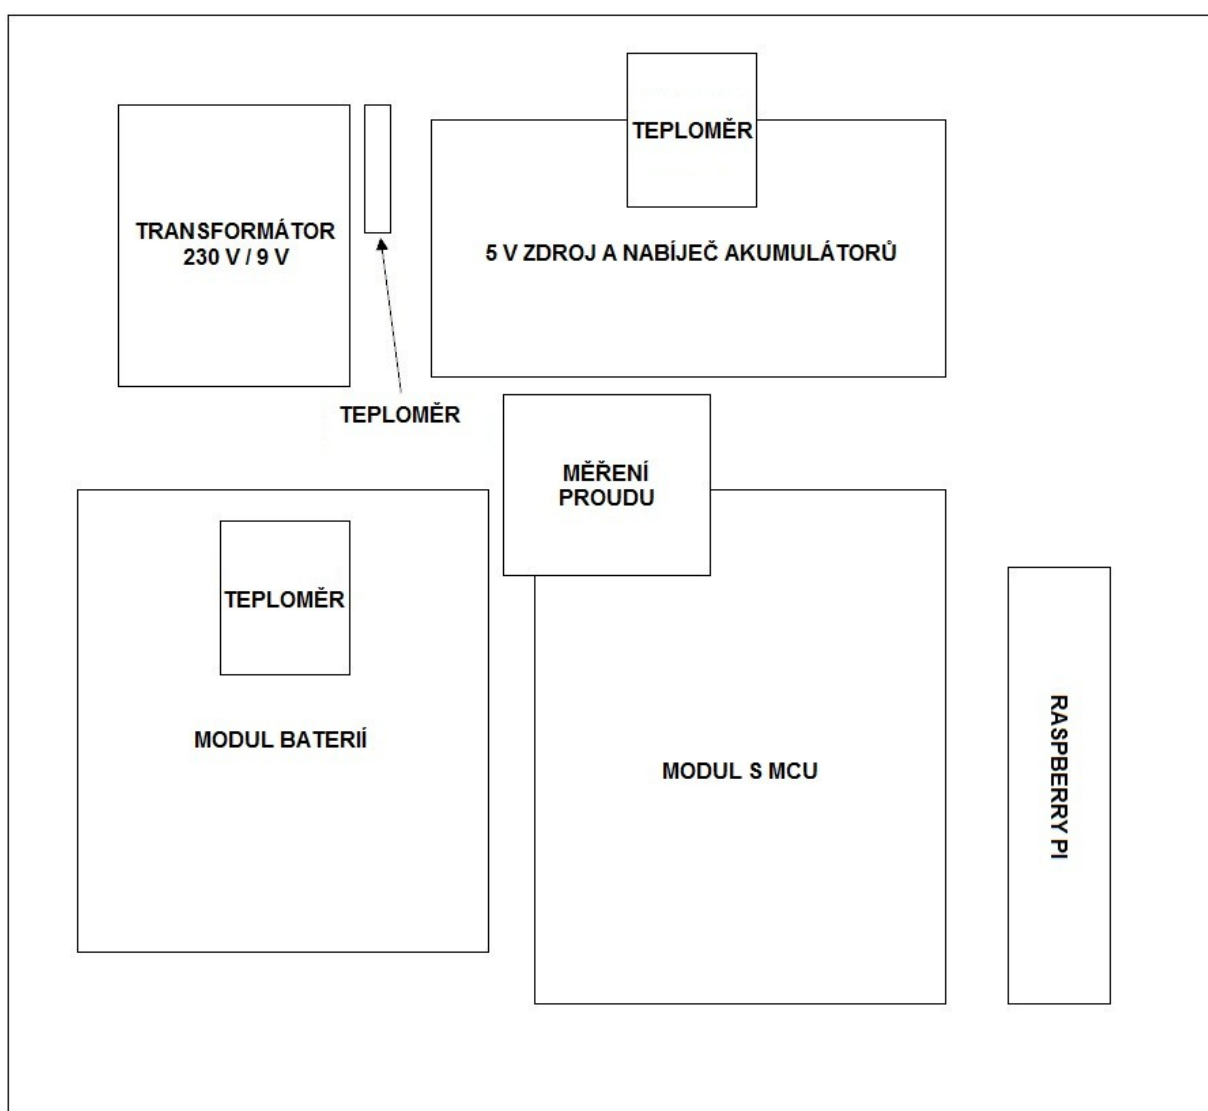 TEPLOMĚR
TRANSFORMÁTOR
230 V / 9 V
5 V ZDROJ A NABÍJEČ AKUMULÁTORŮ
TEPLOMĚR
MĚŘENÍ
PROUDU
TEPLOMĚR
MODUL BATERIÍ
MODUL S MCU
RASPBERRY PI